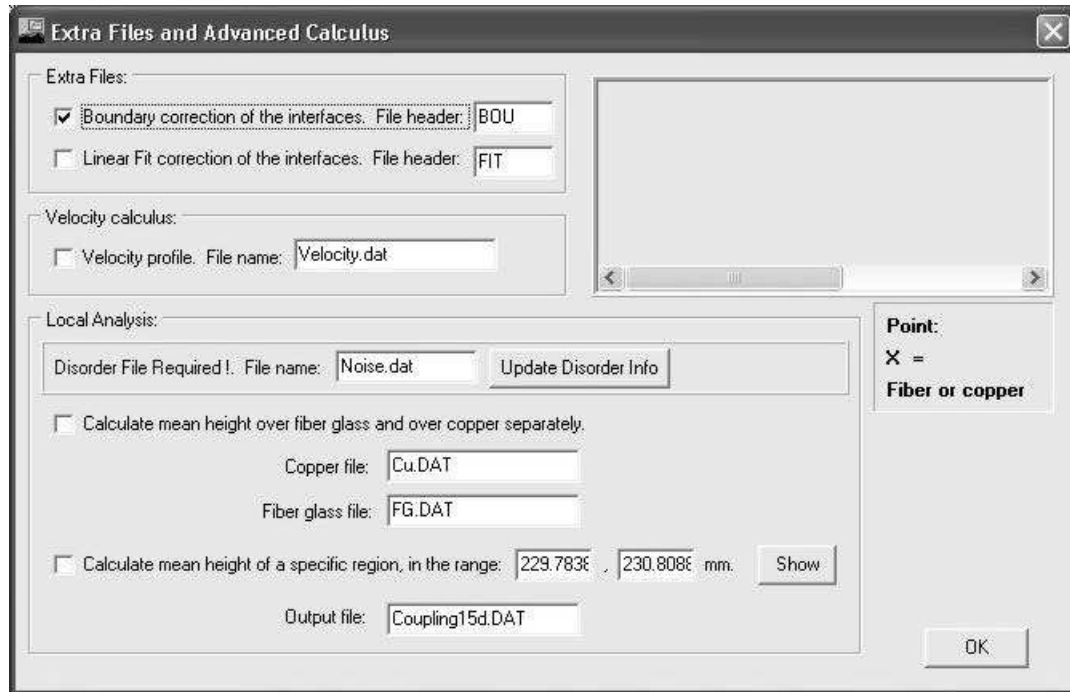 Extra Files and Advanced Calculus
Extra Files:
Boundary correction of the interfaces. File header: BOU
Linear Fit correction of the interfaces. File header: FIT
Velocity calculus:
Velocity profile. File name: Velocity.dat
Local Analysis:
Disorder File Required !. File name: Noise.dat Update Disorder Info
Calculate mean height over fiber glass and over copper separately.
Copper file: Cu.DAT
Fiber glass file: FG.DAT
Calculate mean height of a specific region, in the range: 229.7838 , 230.8088 mm. Show
Output file: Coupling15d.DAT
Point:
X =
Fiber or copper
OK